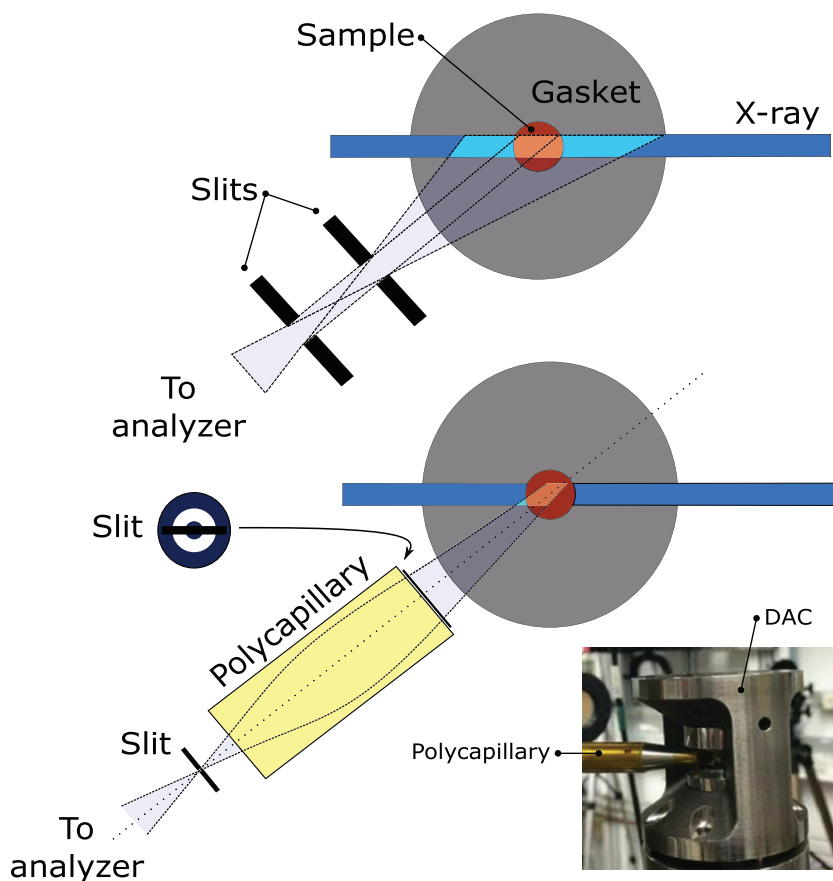 Sample
Gasket
X-ray
Slits
To
analyzer
Slit
Polycapillary
DAC
Polycapillary
Slit
To
analyzer